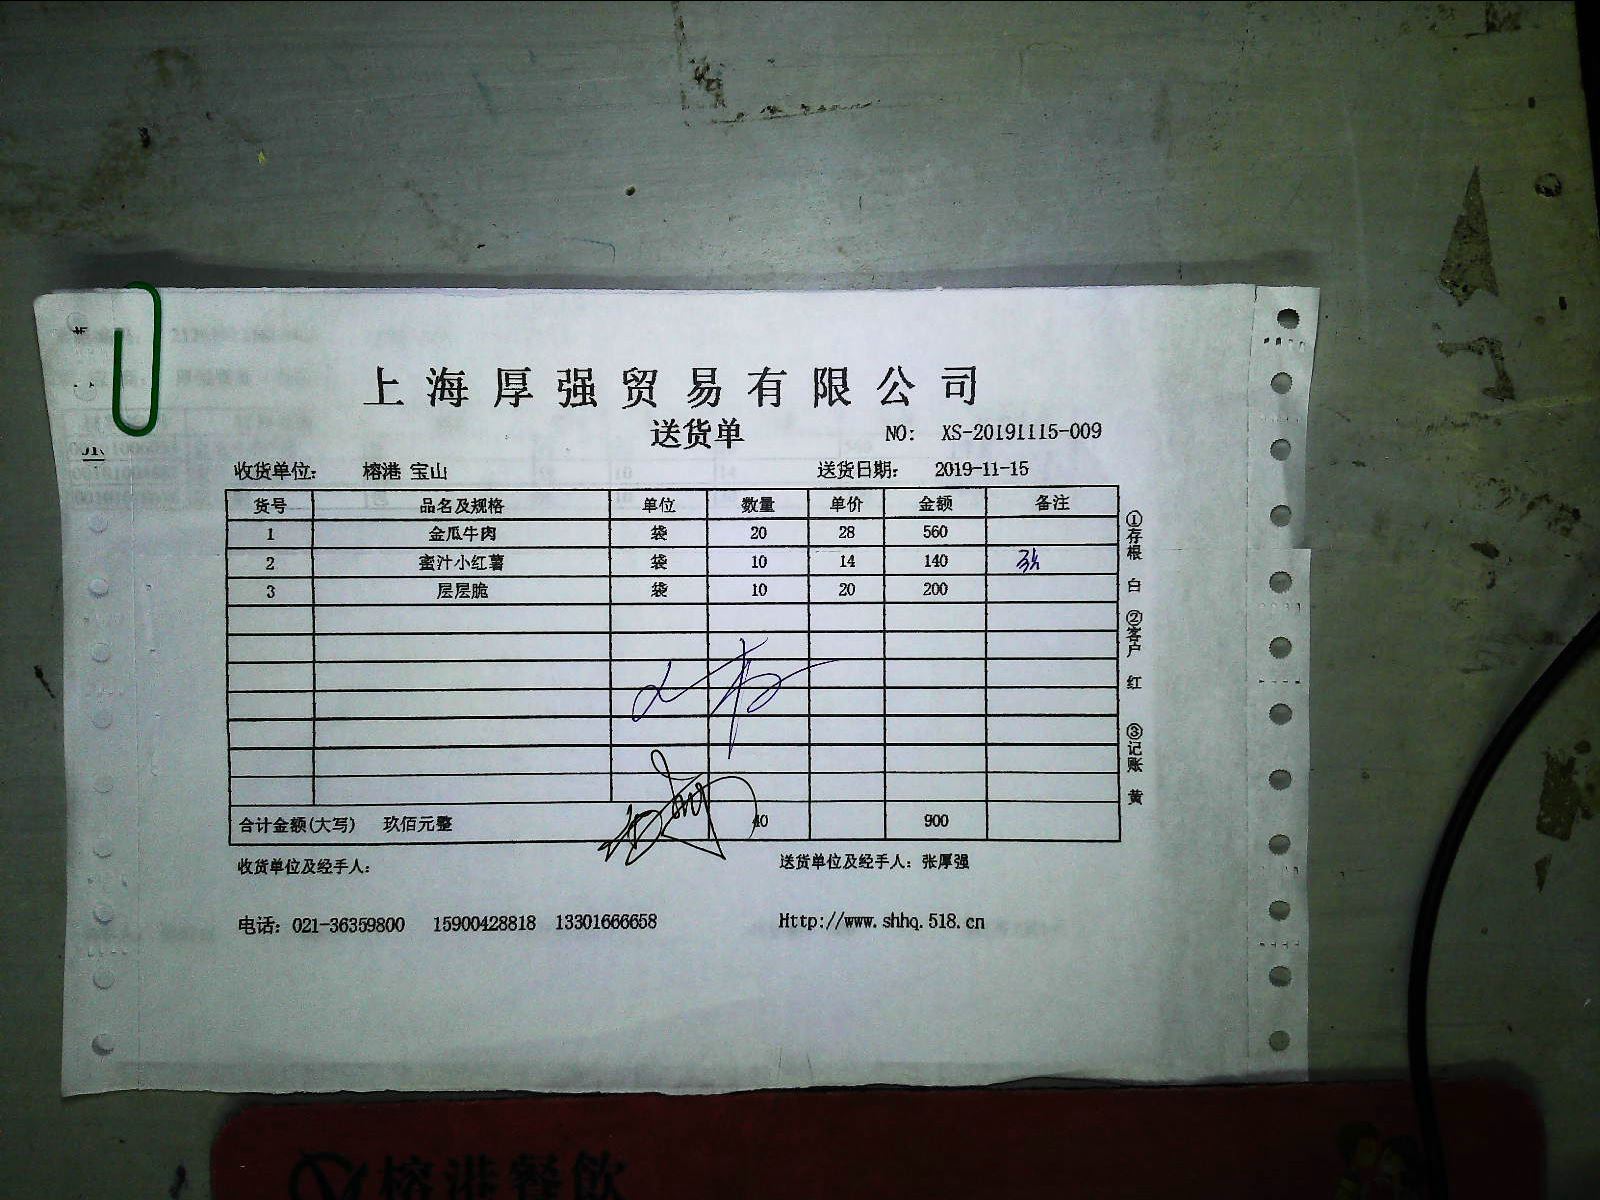 上海厚强贸易有限公司
送货单
NO: XS-20191115-009
收货单位: 榕港 宝山 送货日期: 2019-11-15
货号 品名及规格 单位 数量 单价 金额 备注
1 金瓜牛肉 袋 20 28 560
2 蜜汁小红薯 袋 10 14 140
3 层层脆 袋 10 20 200
合计金额(大写) 玖佰元整 40 900
收货单位及经手人: 送货单位及经手人: 张厚强
电话: 021-36359800 15900428818 13301666658 Http://www.shhq.518.cn
①存根 白 ②客户 红 ③记账 黄
榕港餐飲